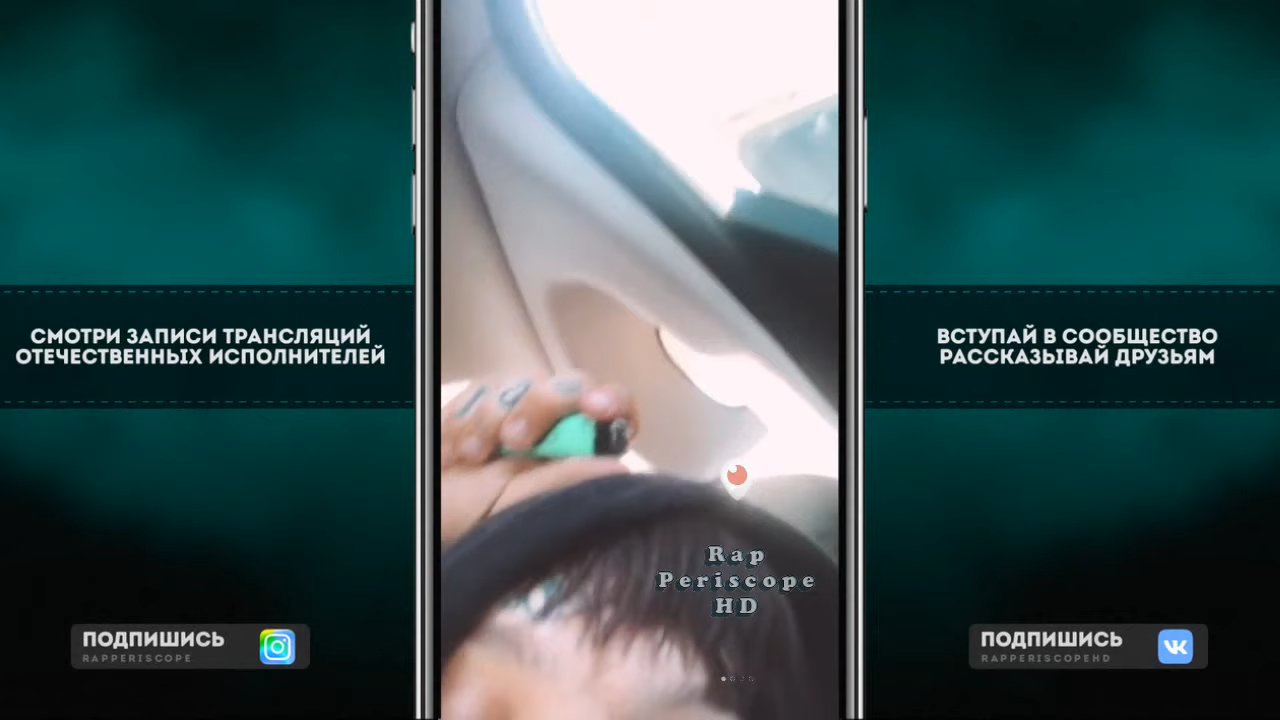 СМОТРИ ЗАПИСИ ТРАНСЛЯЦИЙ
ОТЕЧЕСТВЕННЫХ ИСПОЛНИТЕЛЕЙ
ВСТУПАЙ В СООБЩЕСТВО
РАССКАЗЫВАЙ ДРУЗЬЯМ
Rap
Periscope
HD
ПОДПИШИСЬ
RAPPERISCOPE
ПОДПИШИСЬ
RAPPERISCOPEHD